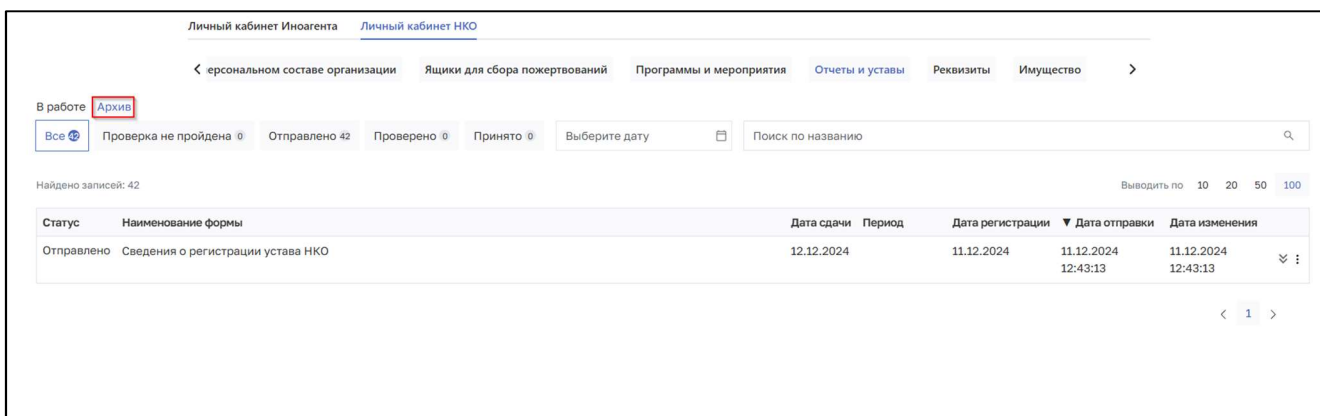 Личный кабинет Иноагента Личный кабинет НКО
ерсональном составе организации Ящики для сбора пожертвований Программы и мероприятия Отчеты и уставы Реквизиты Имущество
В работе Архив
Все 42 Проверка не пройдена 0 Отправлено 42 Проверено 0 Принято 0 Выберите дату Поиск по названию
Найдено записей: 42 Выводить по 10 20 50 100
Статус Наименование формы Дата сдачи Период Дата регистрации ▼ Дата отправки Дата изменения
Отправлено Сведения о регистрации устава НКО 12.12.2024 11.12.2024 11.12.2024 11.12.2024
12:43:13 12:43:13
1